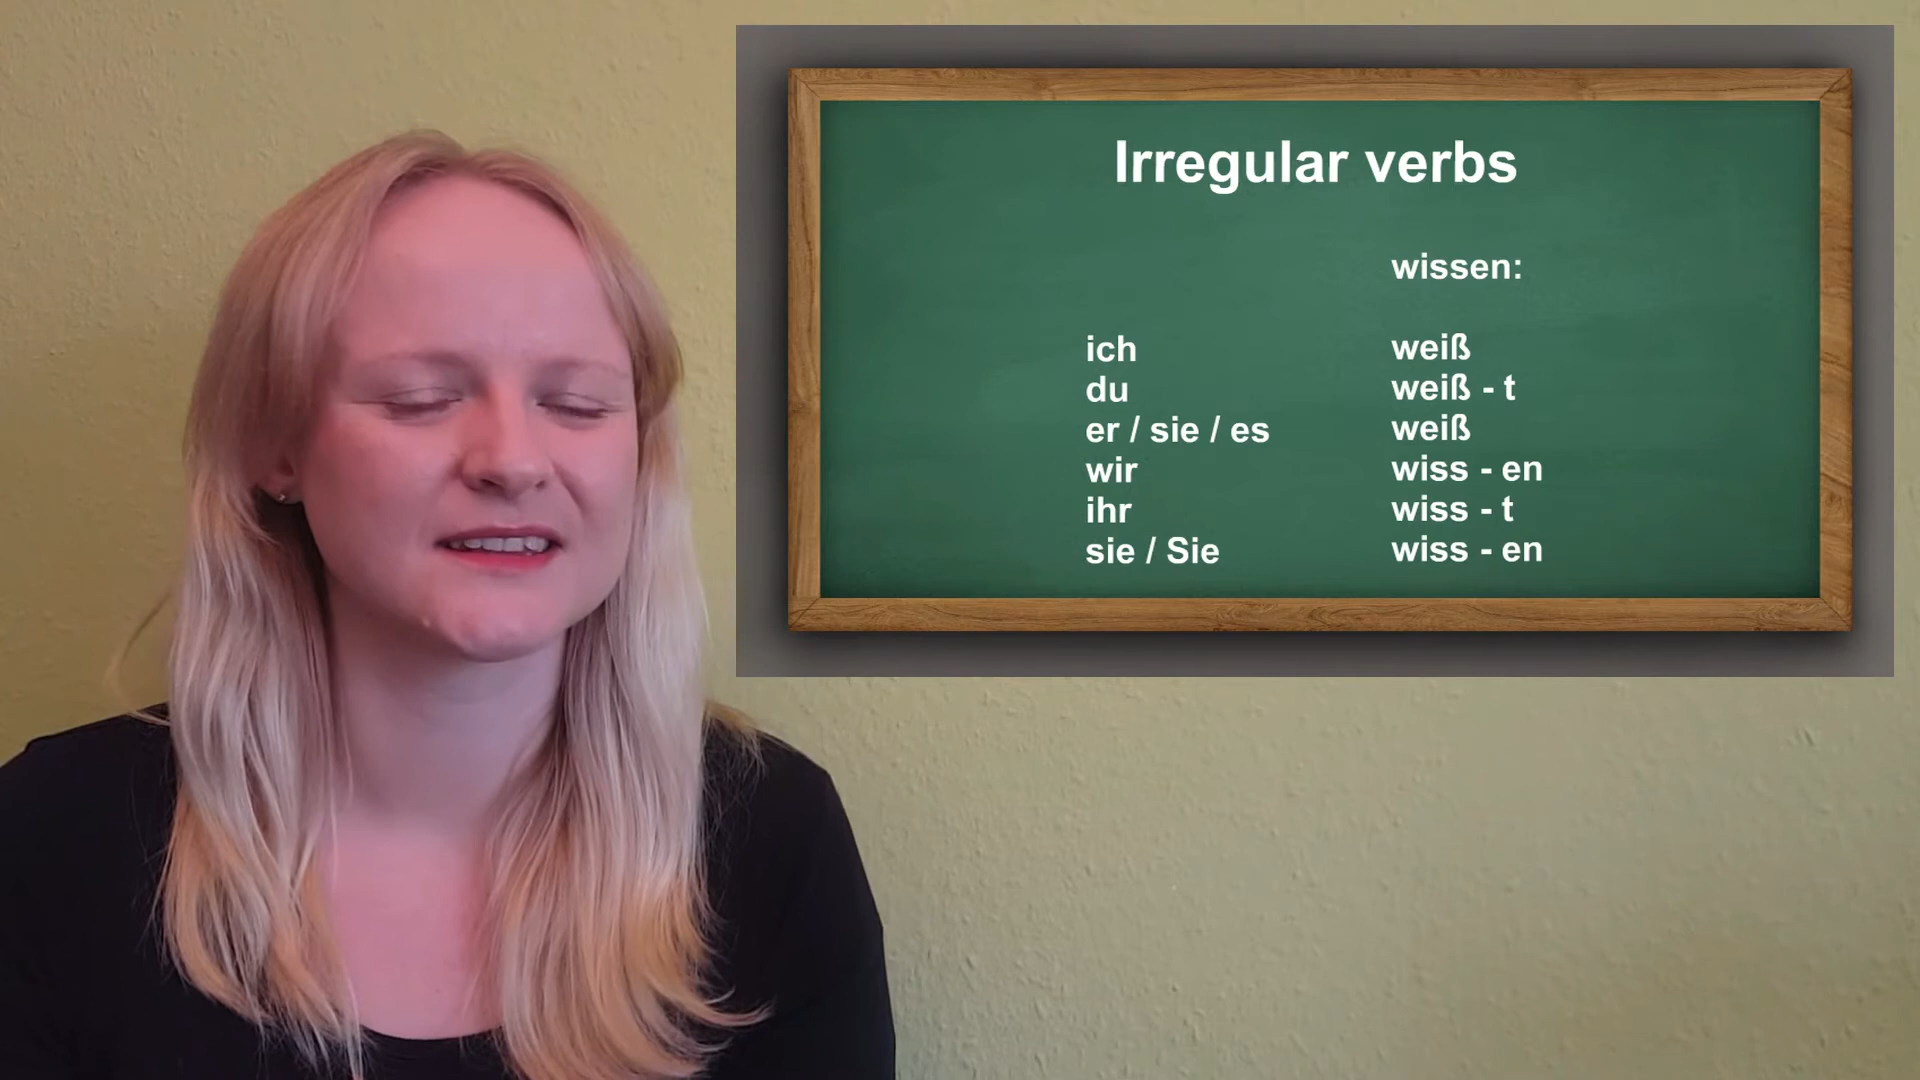 Irregular verbs
wissen:
ich weiß
du weiß - t
er / sie / es weiß
wir wiss - en
ihr wiss - t
sie / Sie wiss - en